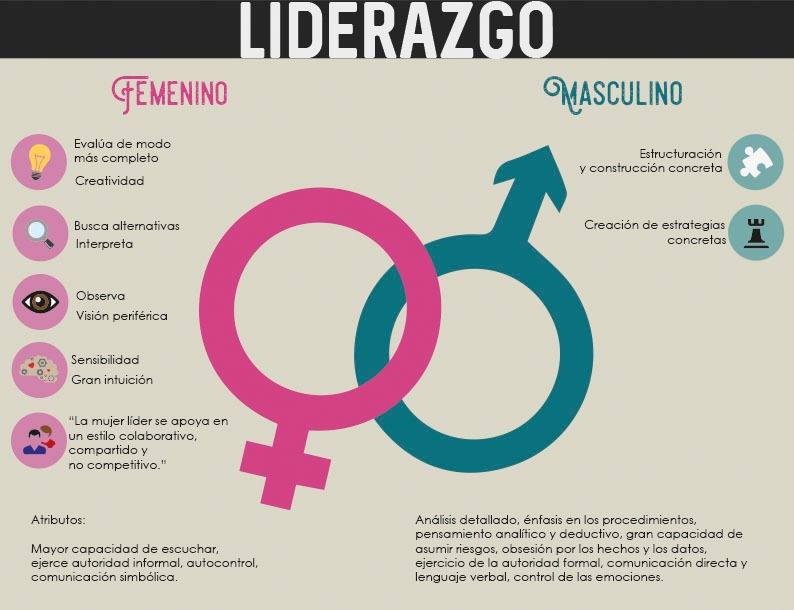 LIDERAZGO
FEMENINO
Evalúa de modo
más completo
Creatividad
Busca alternativas
Interpreta
Observa
Visión periférica
Sensibilidad
Gran intuición
“La mujer líder se apoya en
un estilo colaborativo,
compartido y
no competitivo.”
Atributos:
Mayor capacidad de escuchar,
ejerce autoridad informal, autocontrol,
comunicación simbólica.
MASCULINO
Estructuración
y construcción concreta
Creación de estrategias
concretas
Análisis detallado, énfasis en los procedimientos,
pensamiento analítico y deductivo, gran capacidad de
asumir riesgos, obsesión por los hechos y los datos,
ejercicio de la autoridad formal, comunicación directa y
lenguaje verbal, control de las emociones.